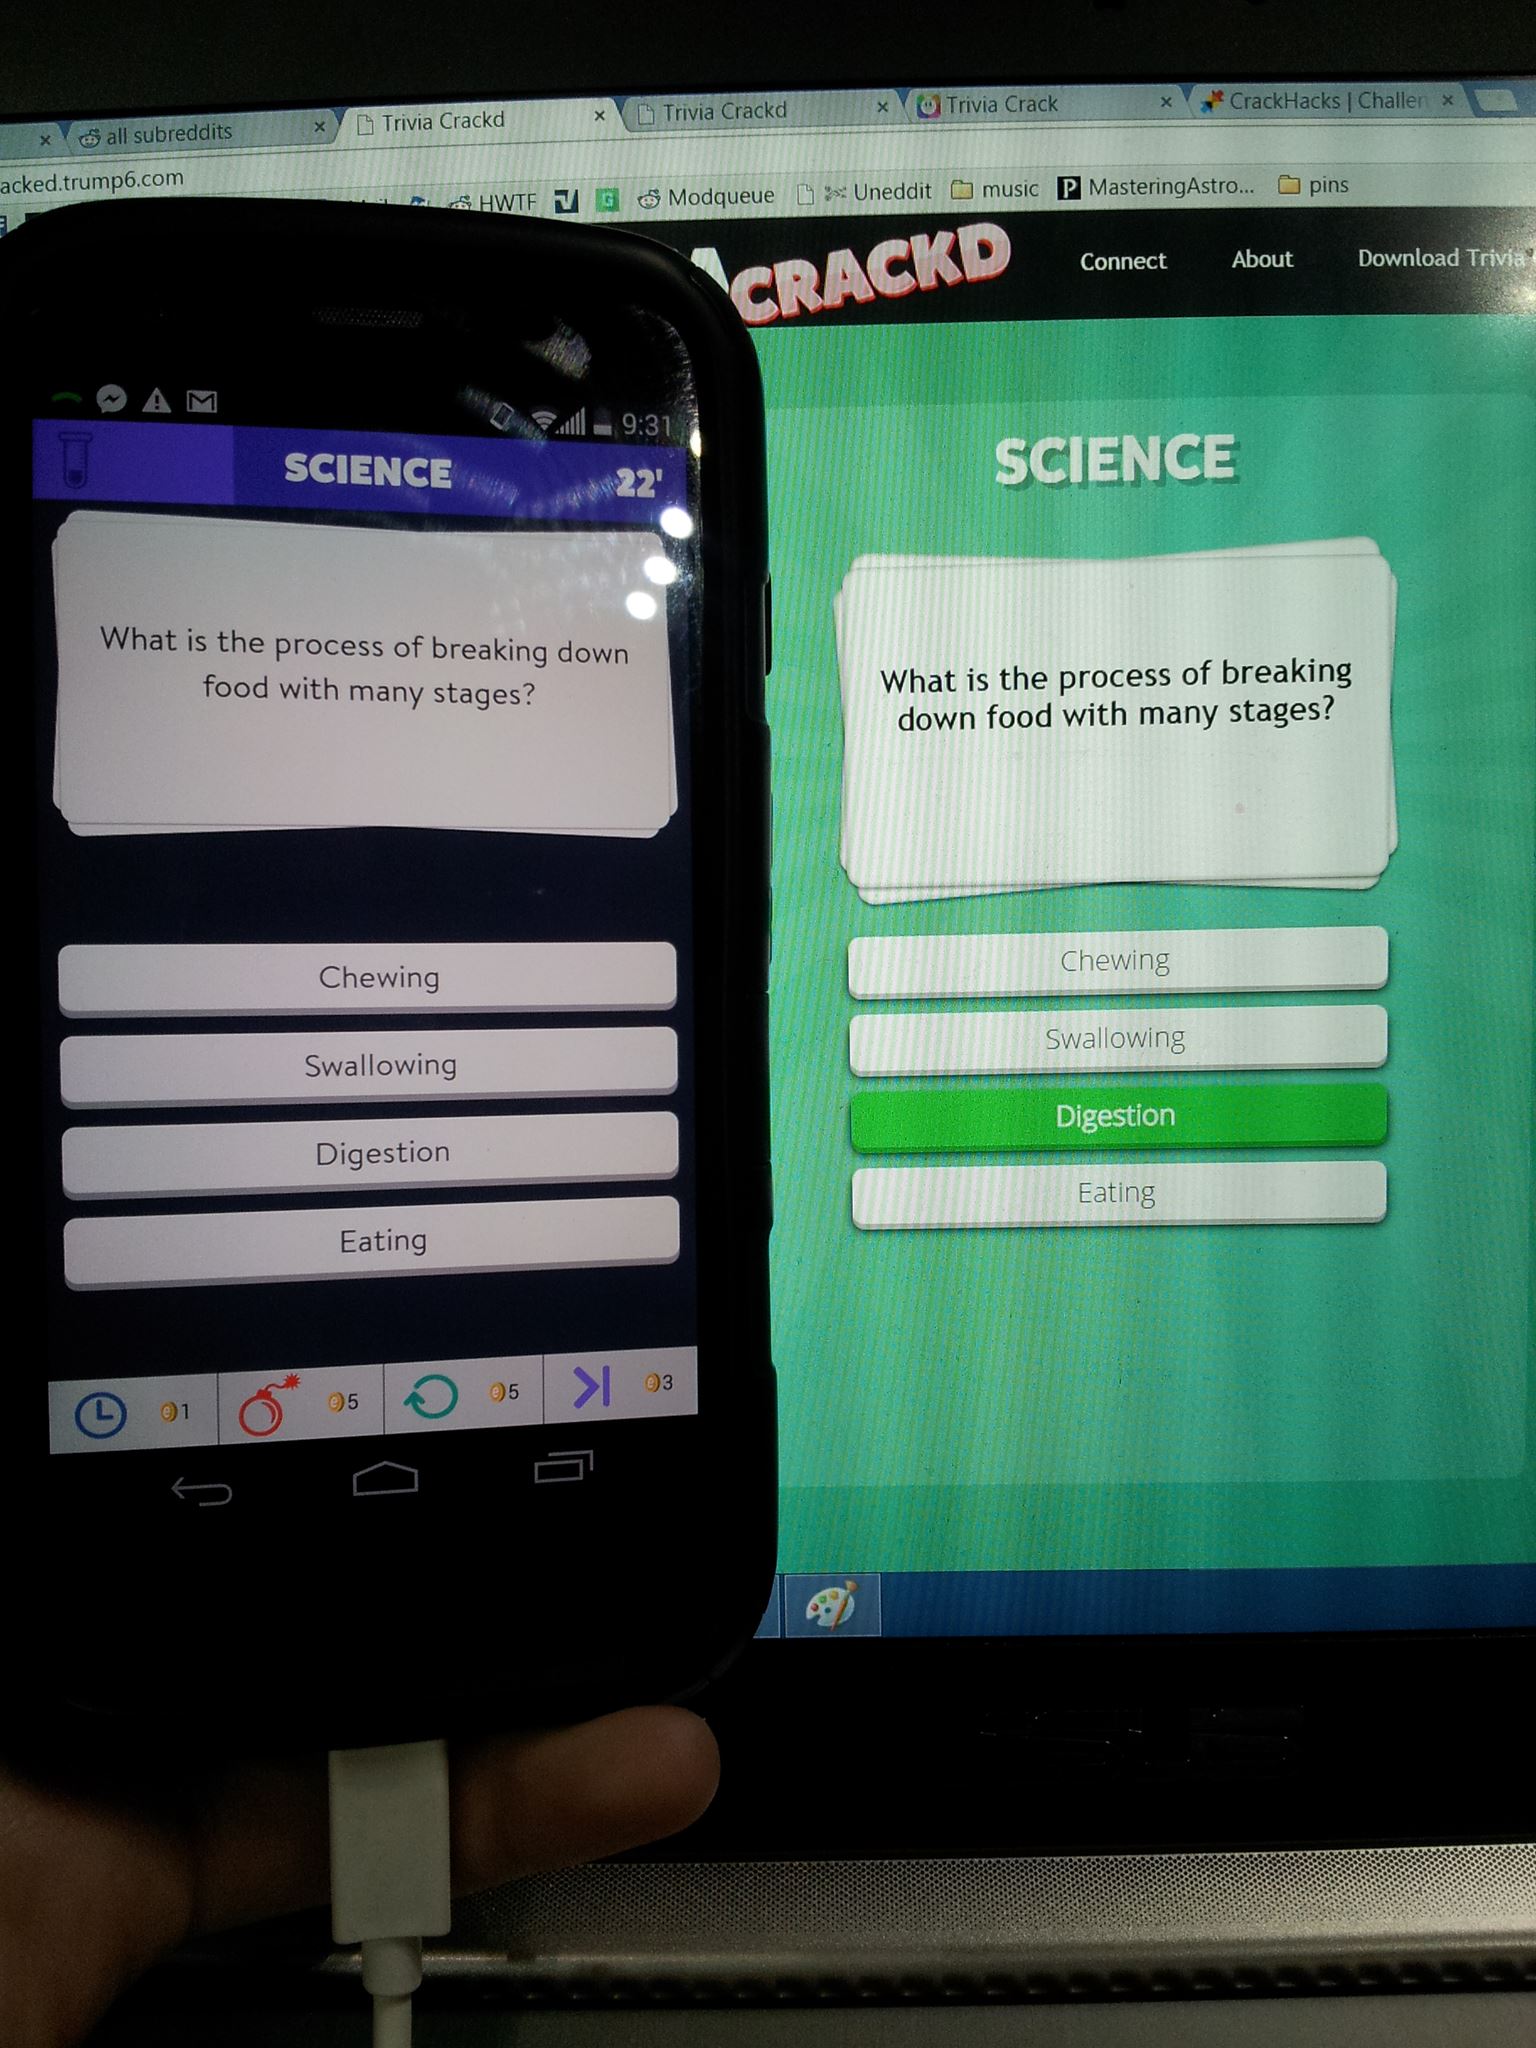 all subreddits
Trivia Crackd
Trivia Crackd
Trivia Crack
CrackHacks | Challen
acked.trump6.com
HWTF
Modqueue
Uneddit
music
MasteringAstro...
pins
CRACKD
Connect
About
Download Trivia
9:31
SCIENCE
22'
What is the process of breaking down
food with many stages?
Chewing
Swallowing
Digestion
Eating
1
5
5
3
SCIENCE
What is the process of breaking
down food with many stages?
Chewing
Swallowing
Digestion
Eating